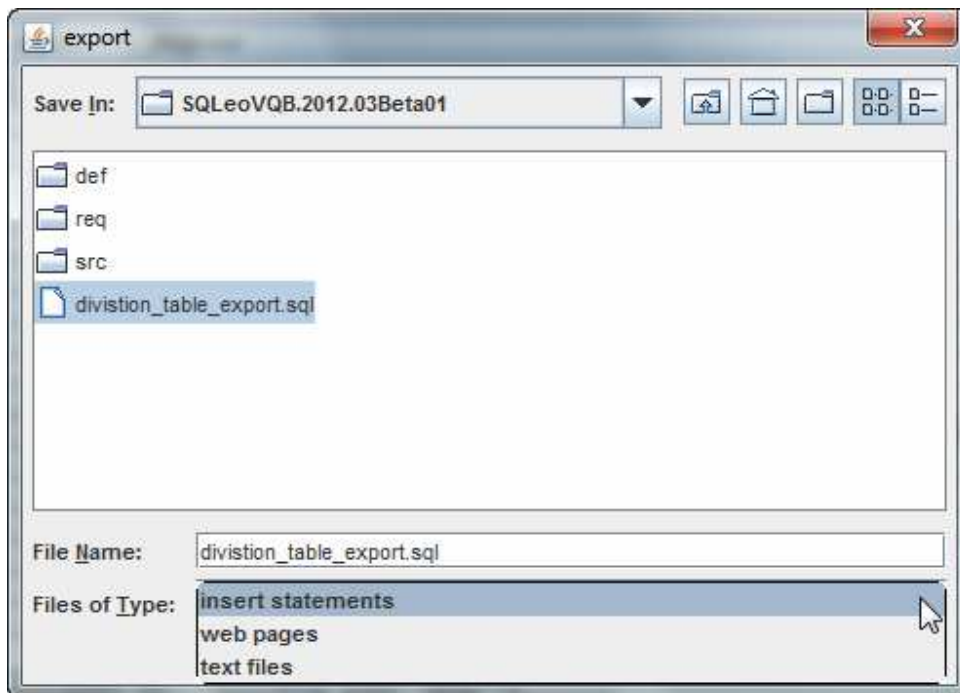 export
Save In: SQLeoVQB.2012.03Beta01
def
req
src
divistion_table_export.sql
File Name: divistion_table_export.sql
Files of Type: insert statements
web pages
text files